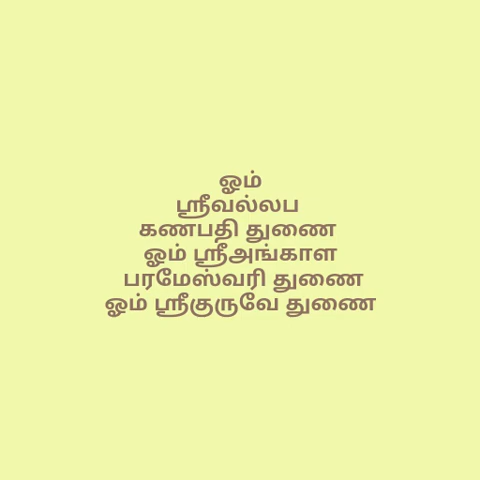 ஓம்
ஸ்ரீவல்லப
கணபதி துணை
ஓம் ஸ்ரீஅங்காள
பரமேஸ்வரி துணை
ஓம் ஸ்ரீகுருவே துணை